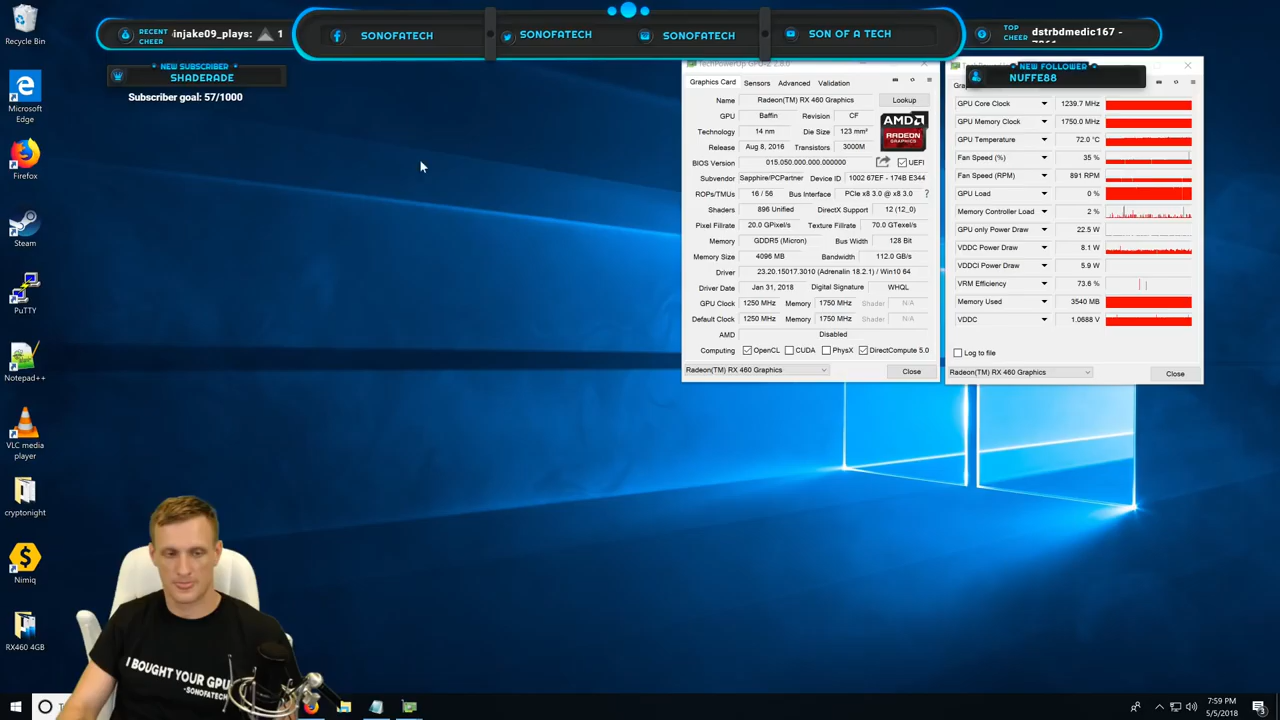 Recycle Bin
RECENT CHEER
injake09_plays: 1
SONOFATECH
SONOFATECH
SONOFATECH
SON OF A TECH
TOP CHEER
dstrbdmedic167 -
NEW SUBSCRIBER
SHADERADE
Subscriber goal: 57/1000
NEW FOLLOWER
NUFFE88
Microsoft Edge
Firefox
Steam
PuTTY
Notepad++
VLC media player
cryptonight
Nimiq
RX460 4GB
TechPowerUp GPU-Z 2.8.0
Graphics Card Sensors Advanced Validation
Name Radeon(TM) RX 460 Graphics Lookup
GPU Baffin Revision CF
Technology 14 nm Die Size 123 mm²
Release Aug 8, 2016 Transistors 3000M
BIOS Version 015.050.000.000.000000 UEFI
Subvendor Sapphire/PCPartner Device ID 1002 67EF - 174B E344
ROPs/TMUs 16 / 56 Bus Interface PCIe x8 3.0 @ x8 3.0 ?
Shaders 896 Unified DirectX Support 12 (12_0)
Pixel Fillrate 20.0 GPixel/s Texture Fillrate 70.0 GTexel/s
Memory GDDR5 (Micron) Bus Width 128 Bit
Memory Size 4096 MB Bandwidth 112.0 GB/s
Driver 23.20.15017.3010 (Adrenalin 18.2.1) / Win10 64
Driver Date Jan 31, 2018 Digital Signature WHQL
GPU Clock 1250 MHz Memory 1750 MHz Shader N/A
Default Clock 1250 MHz Memory 1750 MHz Shader N/A
AMD Disabled
Computing OpenCL CUDA PhysX DirectCompute 5.0
Radeon(TM) RX 460 Graphics Close
AMD
RADEON
GRAPHICS
GPU Core Clock 1239.7 MHz
GPU Memory Clock 1750.0 MHz
GPU Temperature 72.0 °C
Fan Speed (%) 35 %
Fan Speed (RPM) 891 RPM
GPU Load 0 %
Memory Controller Load 2 %
GPU only Power Draw 22.5 W
VDDC Power Draw 8.1 W
VDDCI Power Draw 5.9 W
VRM Efficiency 73.6 %
Memory Used 3540 MB
VDDC 1.0688 V
Log to file
Radeon(TM) RX 460 Graphics Close
I BOUGHT YOUR GPU
-SONOFATECH
7:59 PM
5/5/2018
3